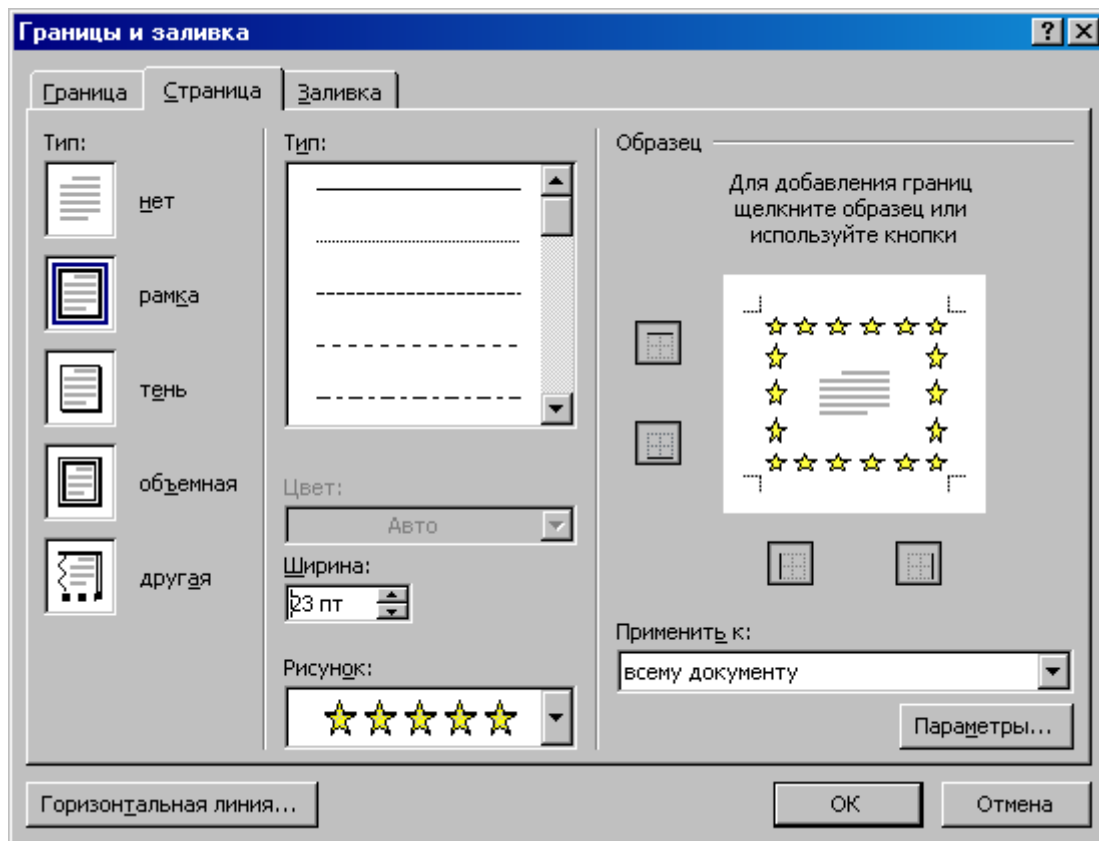 Границы и заливка
Граница
Страница
Заливка
Тип:
нет
рамка
тень
объемная
другая
Тип:
Цвет:
Авто
Ширина:
23 пт
Рисунок:
Образец
Для добавления границ
щелкните образец или
используйте кнопки
Применить к:
всему документу
Параметры...
Горизонтальная линия...
ОК
Отмена